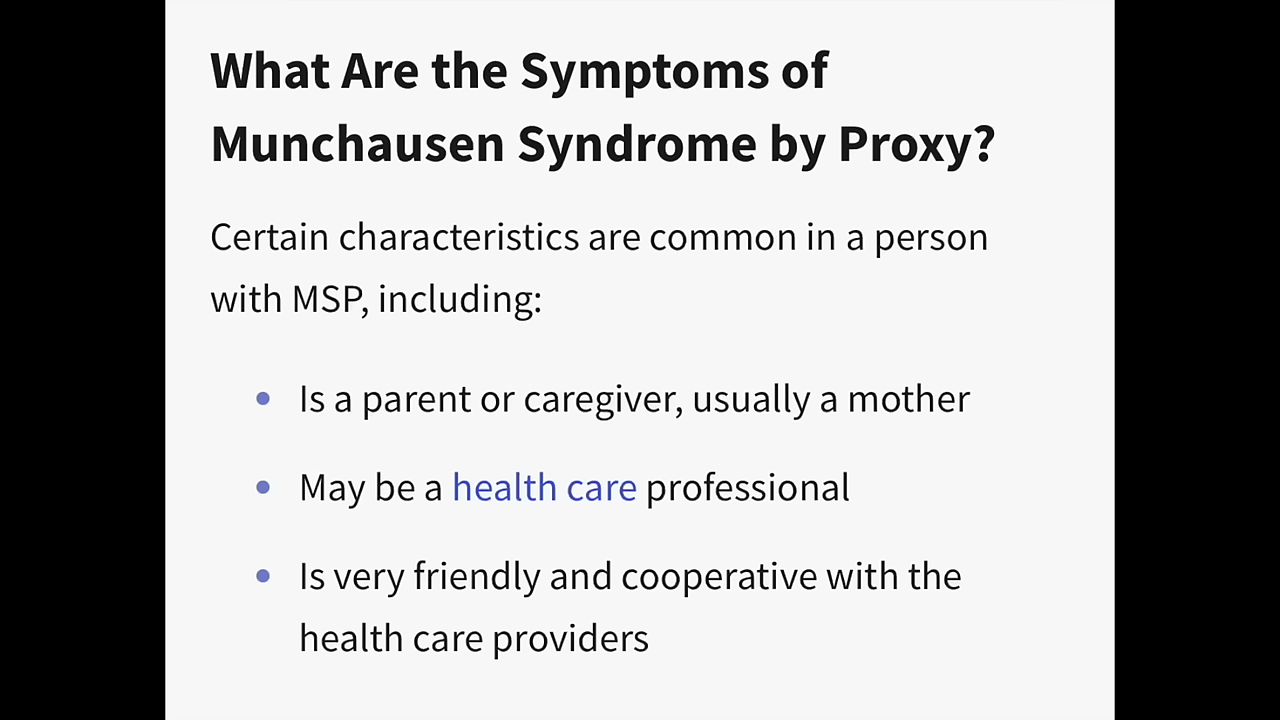 What Are the Symptoms of
Munchausen Syndrome by Proxy?
Certain characteristics are common in a person
with MSP, including:
• Is a parent or caregiver, usually a mother
• May be a health care professional
• Is very friendly and cooperative with the
health care providers